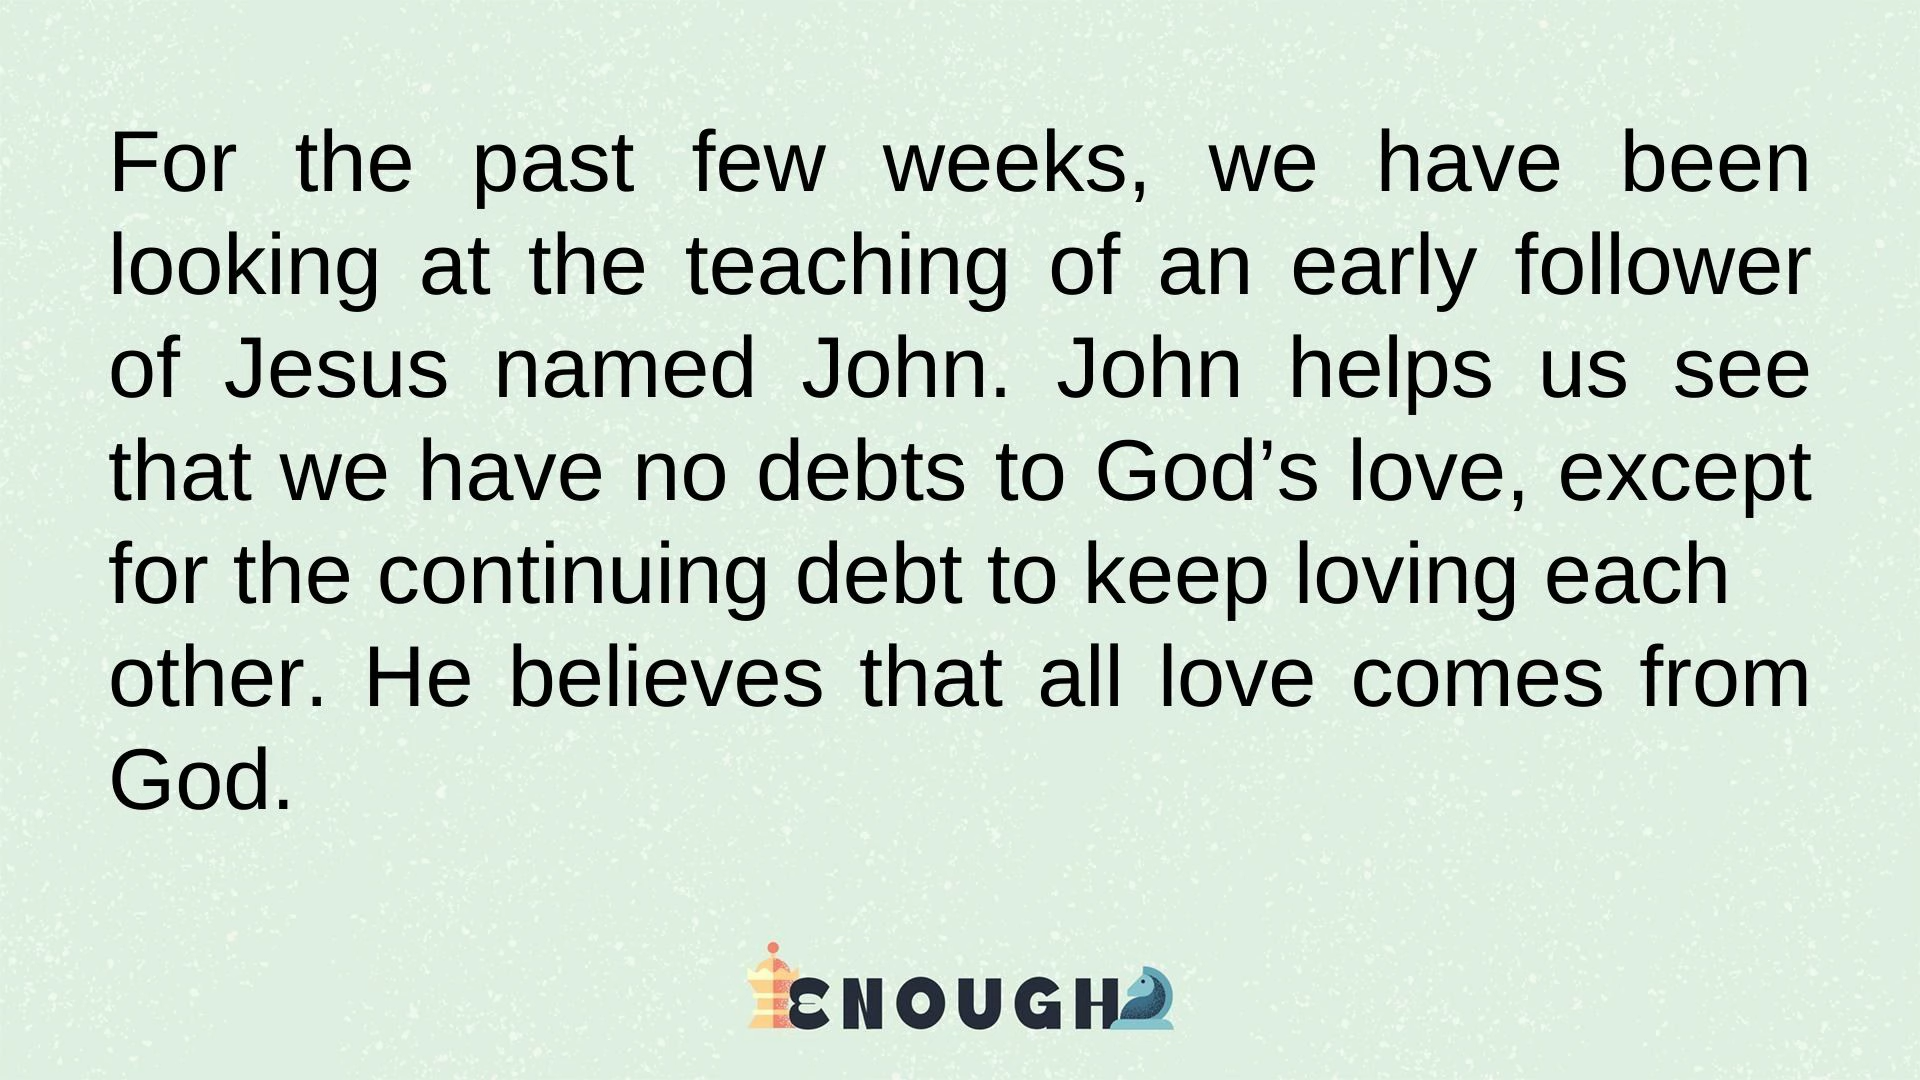 For the past few weeks, we have been
looking at the teaching of an early follower
of Jesus named John. John helps us see
that we have no debts to God’s love, except
for the continuing debt to keep loving each
other. He believes that all love comes from
God.
ENOUGH